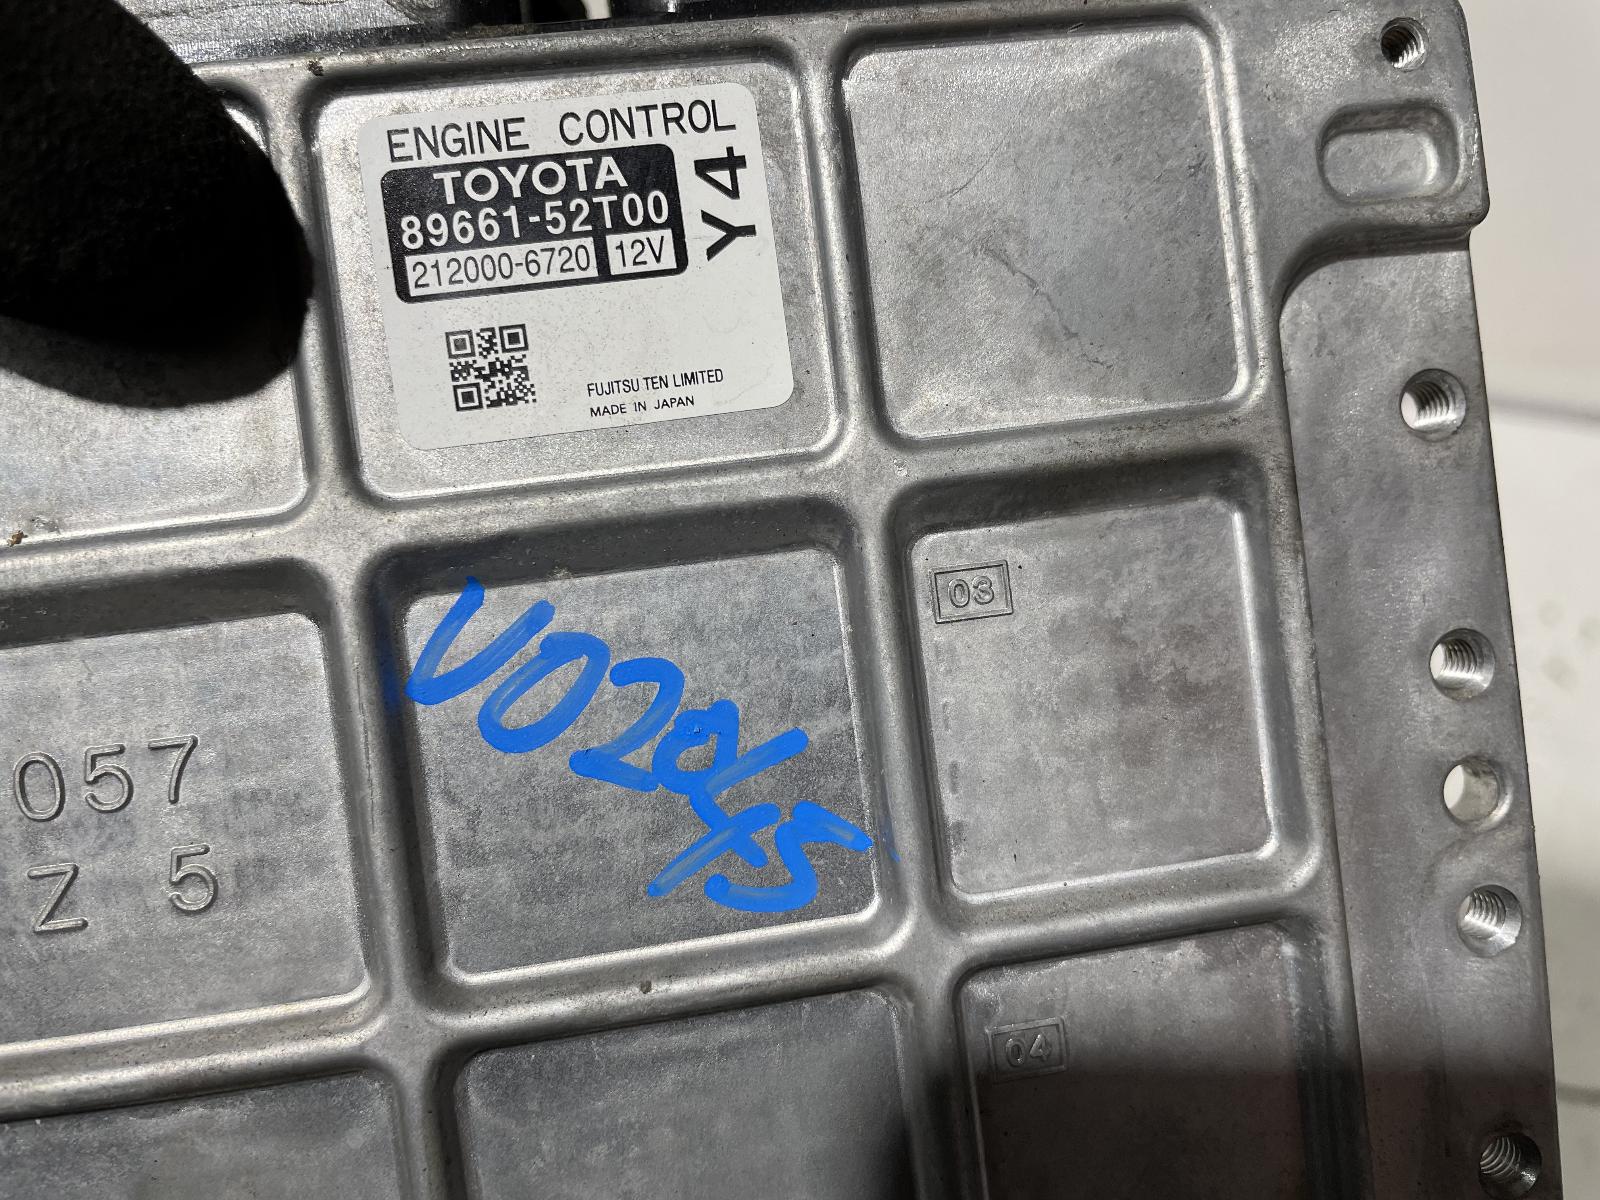 ENGINE CONTROL
TOYOTA
89661-52T00
212000-6720 12V
Y4
FUJITSU TEN LIMITED
MADE IN JAPAN
03
057
Z 5
04